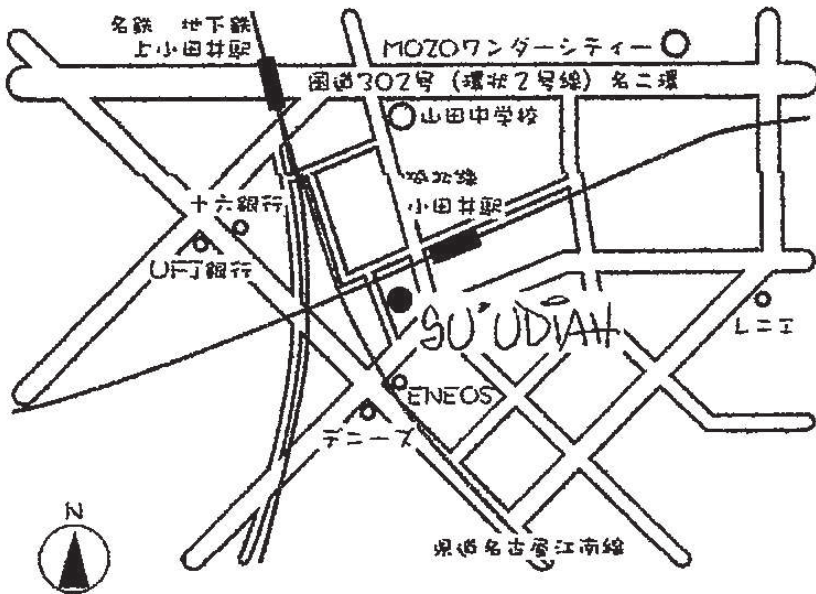 名鉄 地下鉄
上小田井駅
MOZOワンダーシティー
国道302号 (環状2号線) 名二環
山田中学校
城北線
小田井駅
十六銀行
UFJ銀行
SU'UDIAH
レニエ
ENEOS
デニーズ
県道名古屋江南線
N